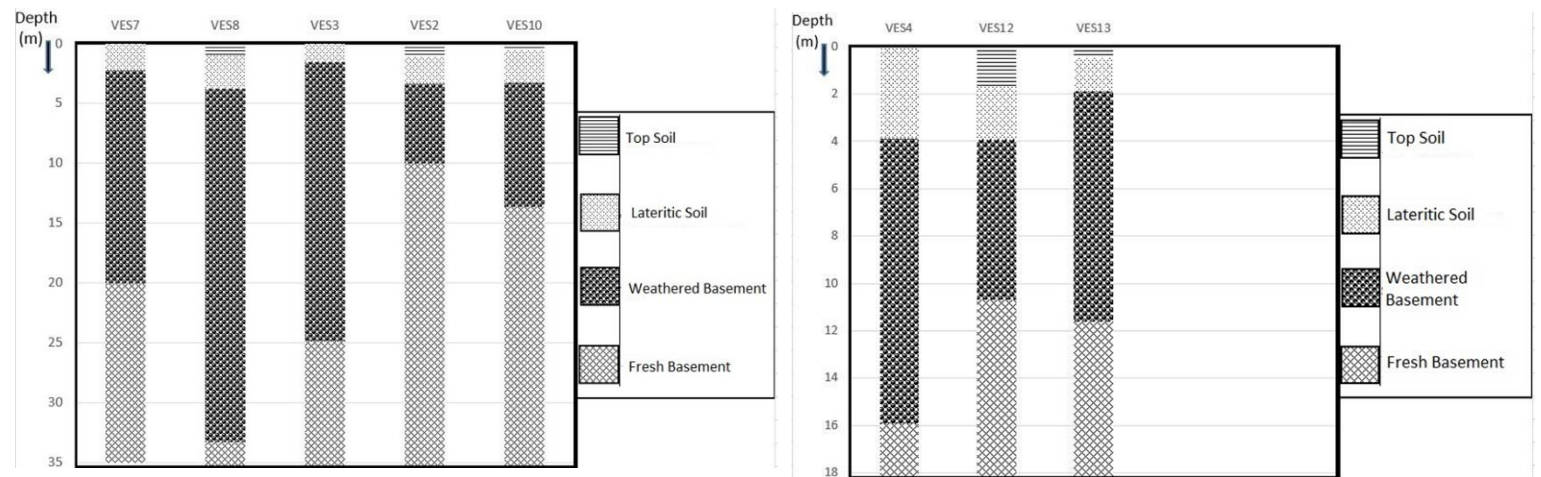 Depth
(m)
VES7 VES8 VES3 VES2 VES10
0
5
10
15
20
25
30
35
Top Soil
Lateritic Soil
Weathered Basement
Fresh Basement
Depth
(m)
VES4 VES12 VES13
0
2
4
6
8
10
12
14
16
18
Top Soil
Lateritic Soil
Weathered
Basement
Fresh Basement